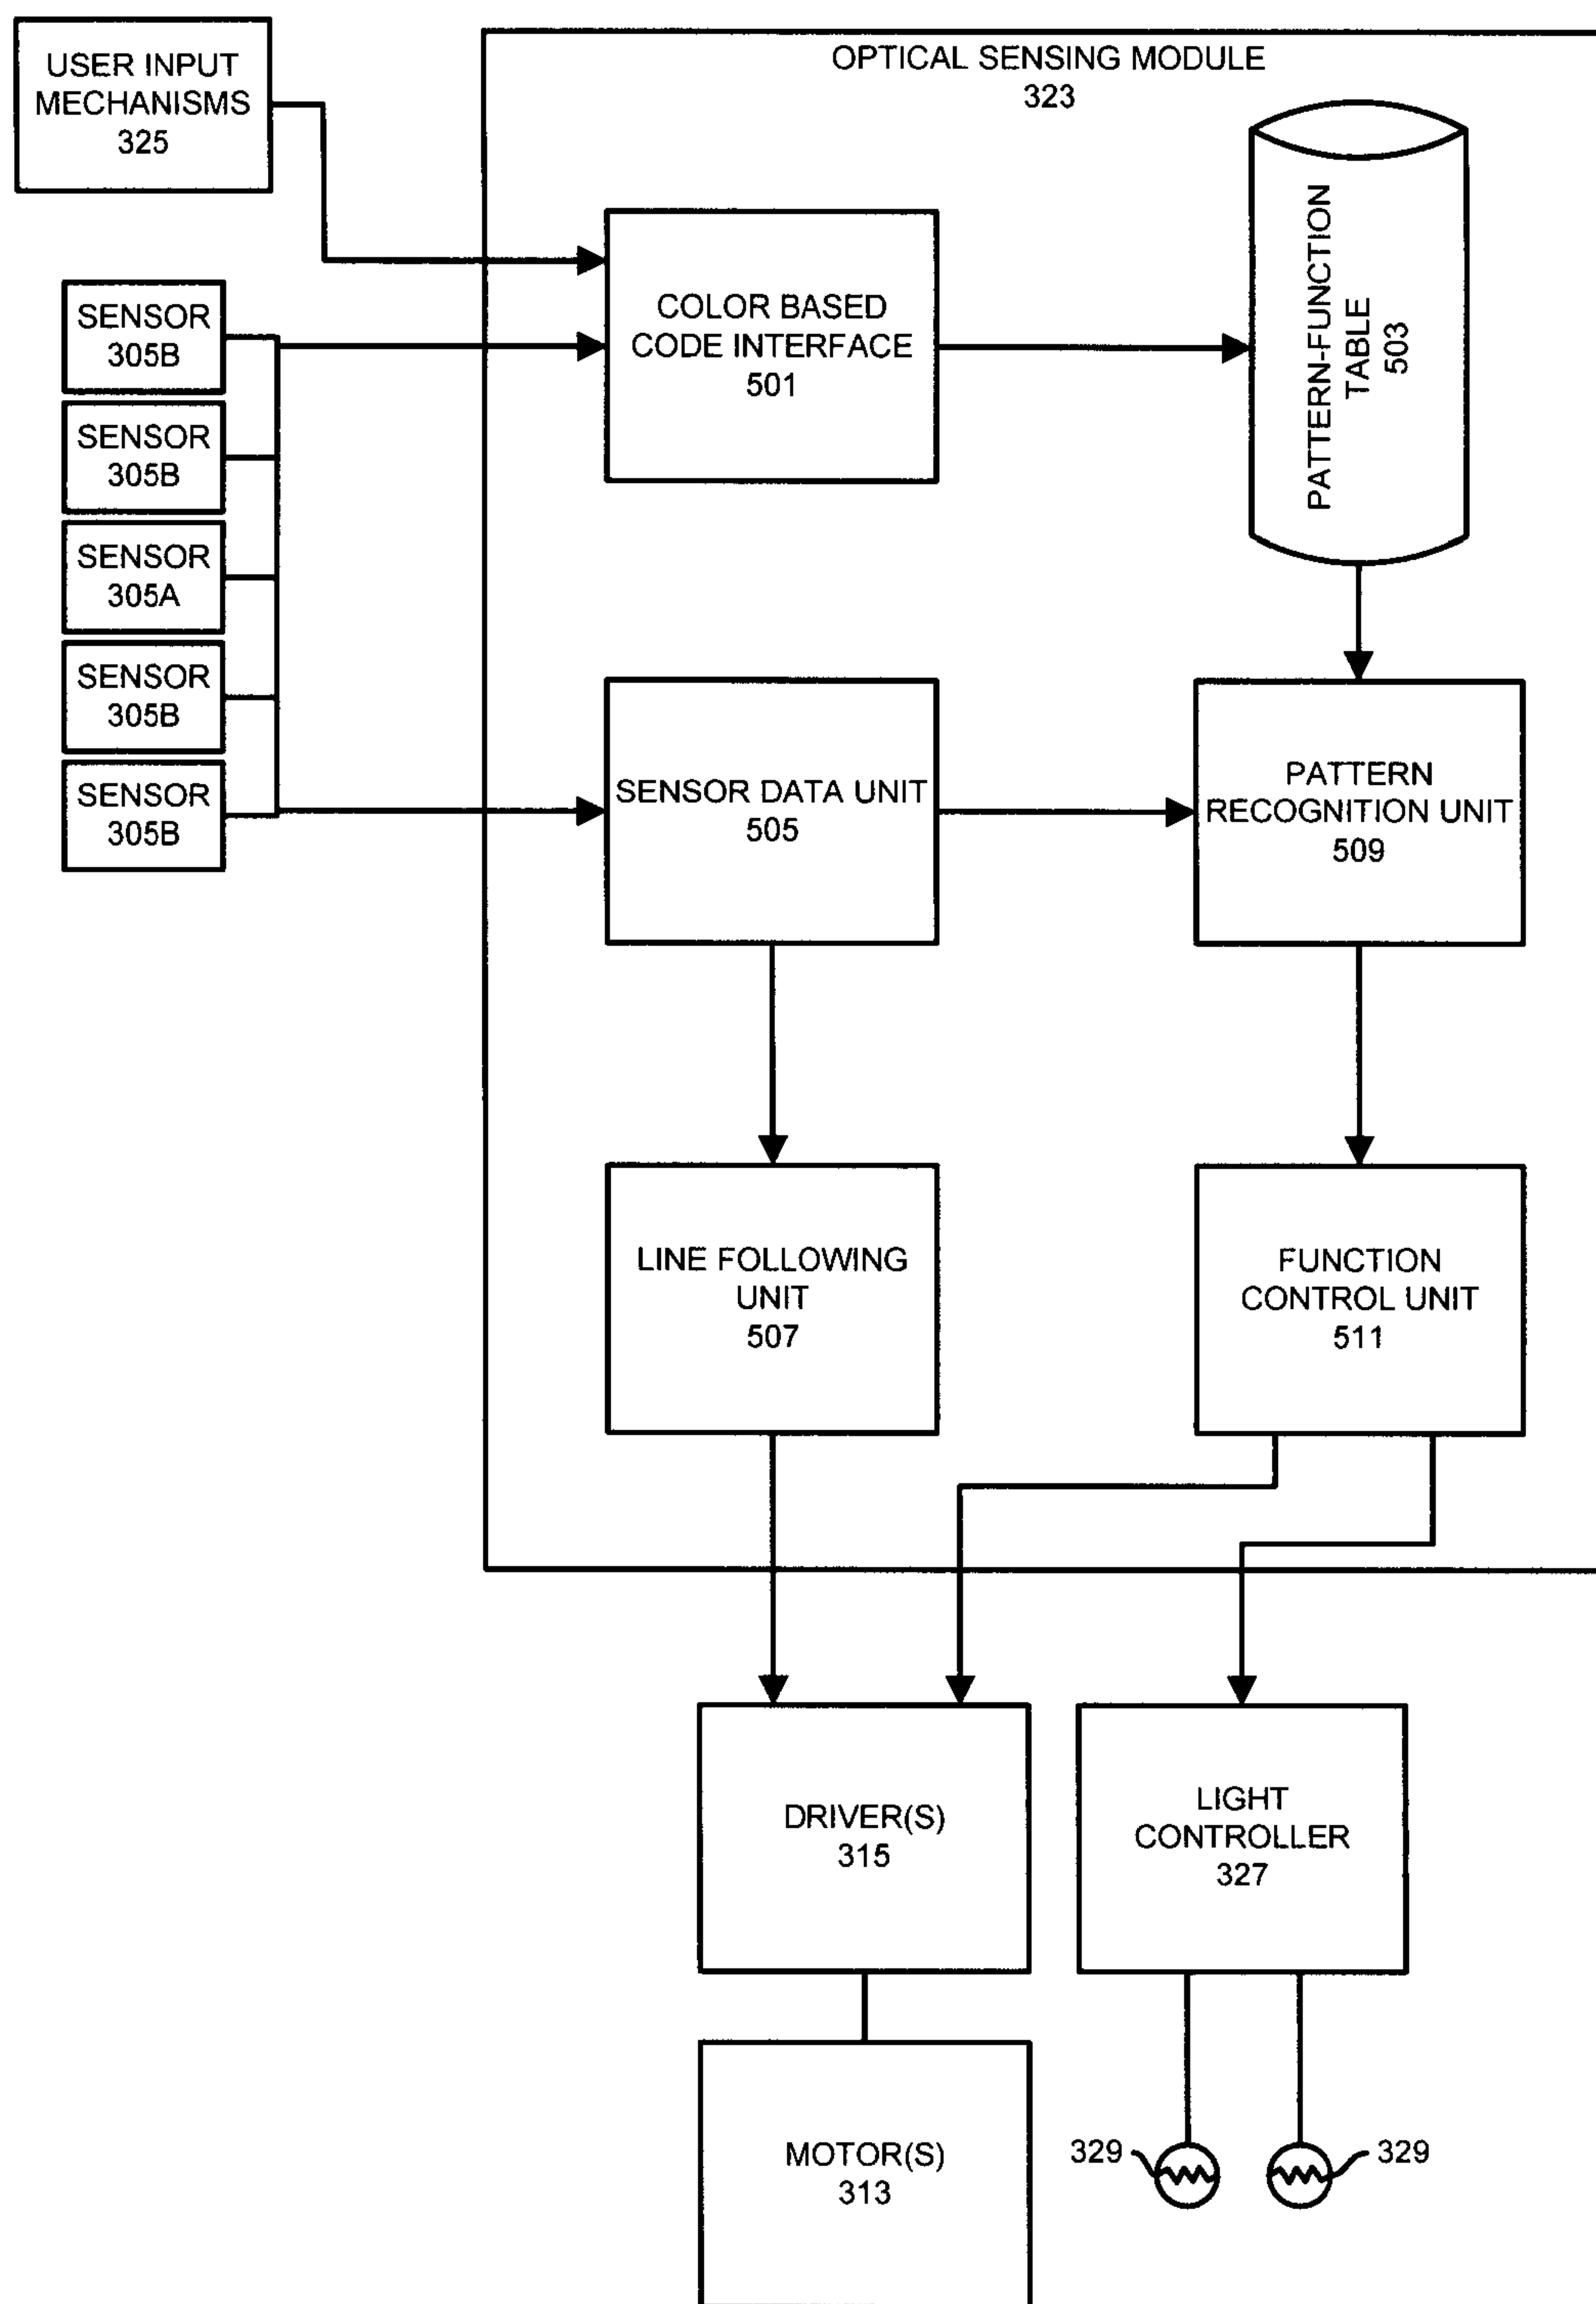 USER INPUT
MECHANISMS
325
OPTICAL SENSING MODULE
323
PATTERN-FUNCTION
TABLE
503
COLOR BASED
CODE INTERFACE
501
SENSOR
305B
SENSOR
305B
SENSOR
305A
SENSOR
305B
SENSOR
305B
SENSOR DATA UNIT
505
PATTERN
RECOGNITION UNIT
509
LINE FOLLOWING
UNIT
507
FUNCTION
CONTROL UNIT
511
DRIVER(S)
315
LIGHT
CONTROLLER
327
MOTOR(S)
313
329
329